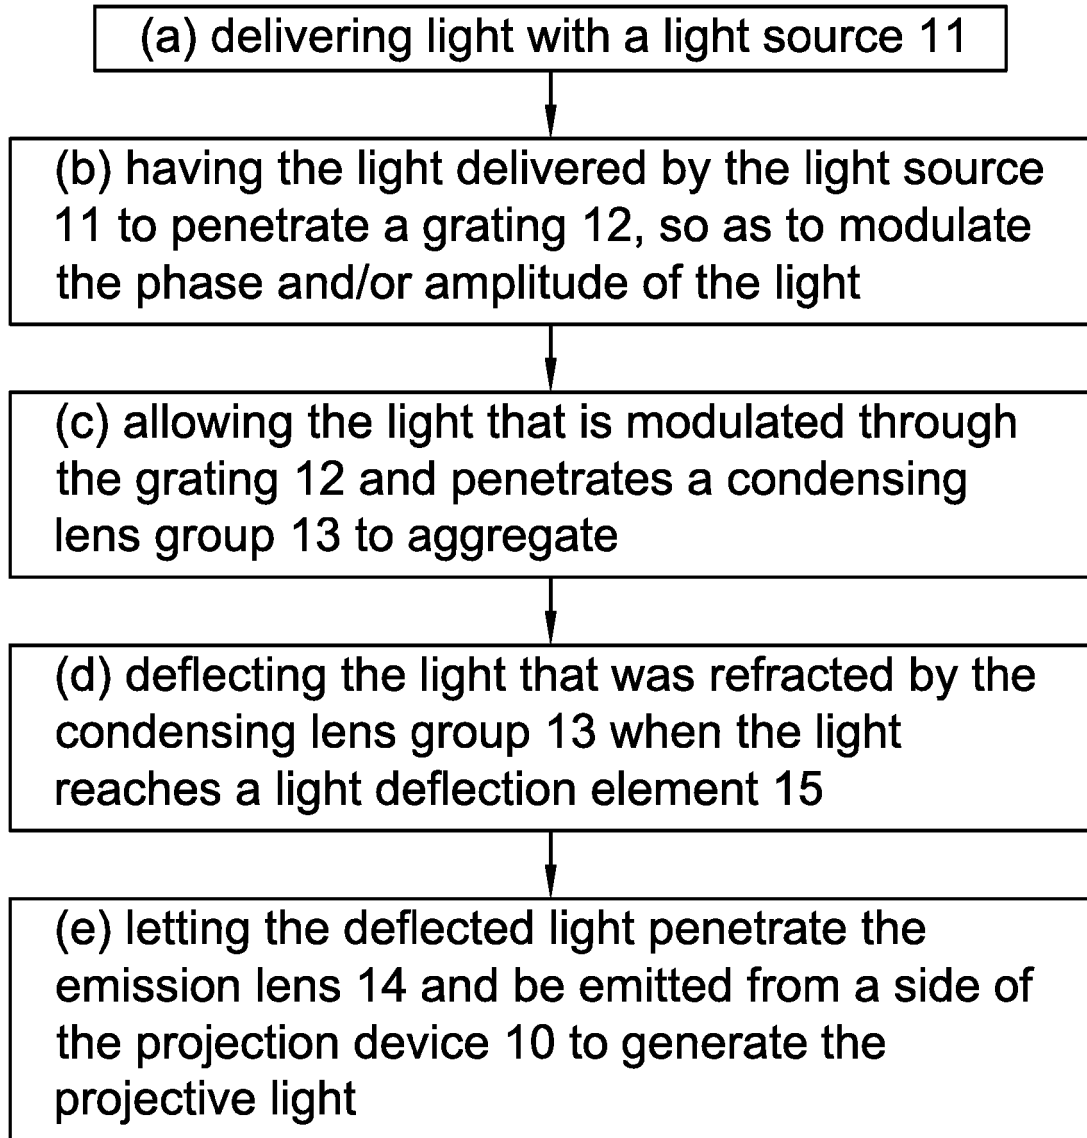 (a) delivering light with a light source 11
(b) having the light delivered by the light source
11 to penetrate a grating 12, so as to modulate
the phase and/or amplitude of the light
(c) allowing the light that is modulated through
the grating 12 and penetrates a condensing
lens group 13 to aggregate
(d) deflecting the light that was refracted by the
condensing lens group 13 when the light
reaches a light deflection element 15
(e) letting the deflected light penetrate the
emission lens 14 and be emitted from a side of
the projection device 10 to generate the
projective light